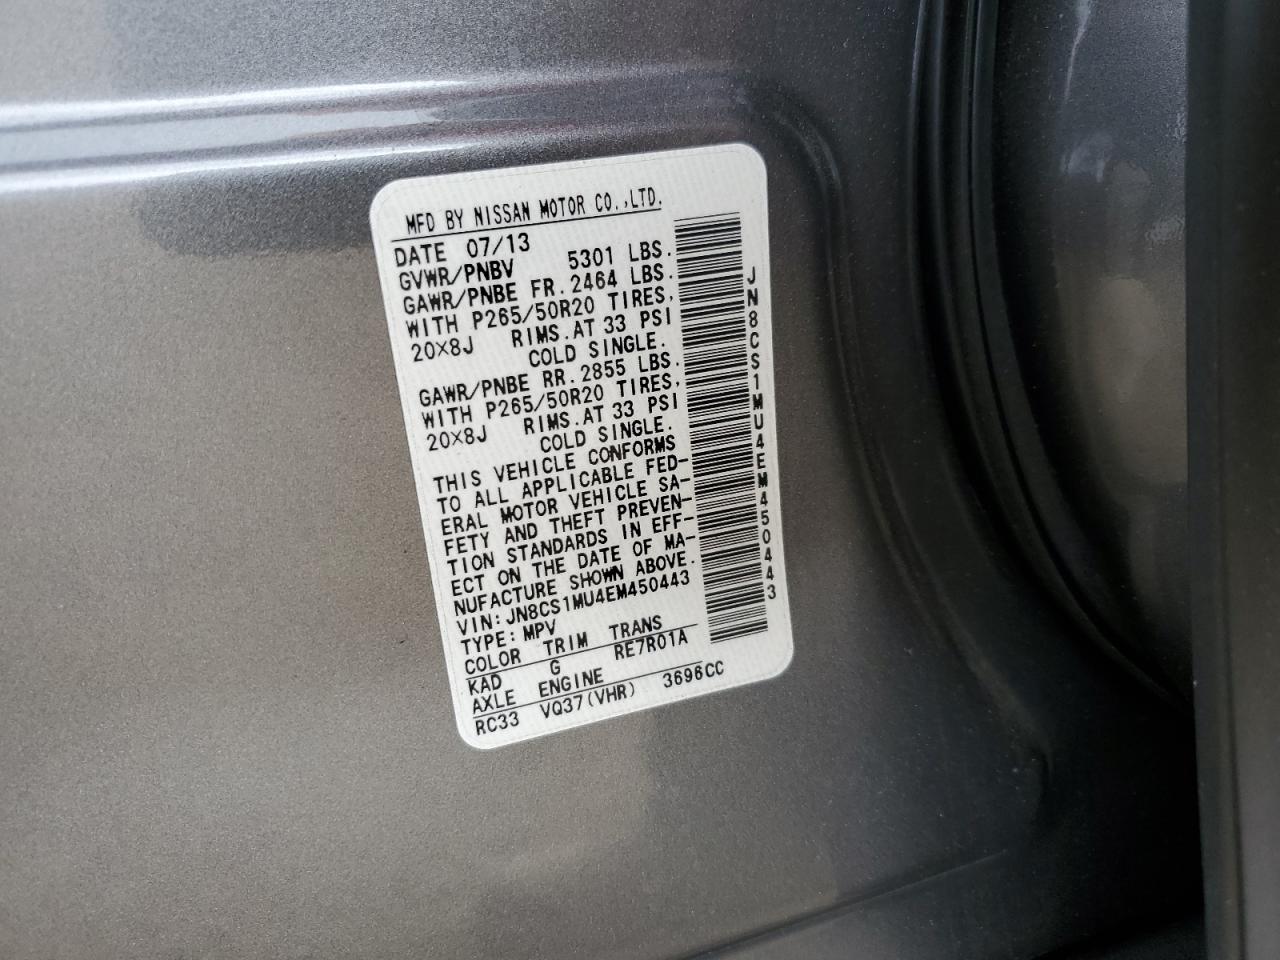 MFD BY NISSAN MOTOR CO.,LTD.
DATE 07/13
GVWR/PNBV 5301 LBS.
GAWR/PNBE FR.2464 LBS.
WITH P265/50R20 TIRES,
20X8J RIMS.AT 33 PSI
COLD SINGLE.
GAWR/PNBE RR.2855 LBS.
WITH P265/50R20 TIRES,
20X8J RIMS.AT 33 PSI
COLD SINGLE.
THIS VEHICLE CONFORMS
TO ALL APPLICABLE FED-
ERAL MOTOR VEHICLE SA-
FETY AND THEFT PREVEN-
TION STANDARDS IN EFF-
ECT ON THE DATE OF MA-
NUFACTURE SHOWN ABOVE.
VIN:JN8CS1MU4EM450443
TYPE:MPV
COLOR TRIM TRANS
KAD G RE7R01A
AXLE ENGINE
RC33 VQ37(VHR) 3696CC
JN8CS1MU4EM450443